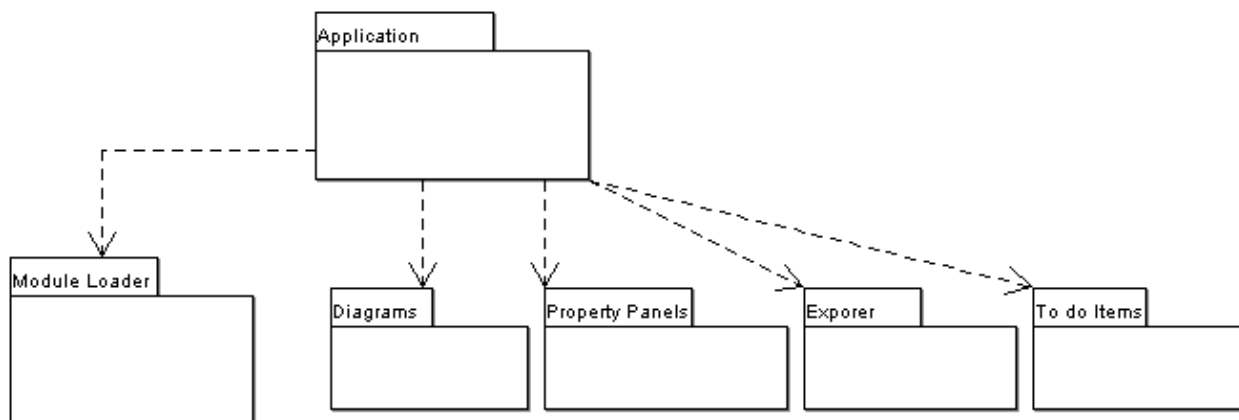 Application
Module Loader
Diagrams
Property Panels
Exporer
To do Items